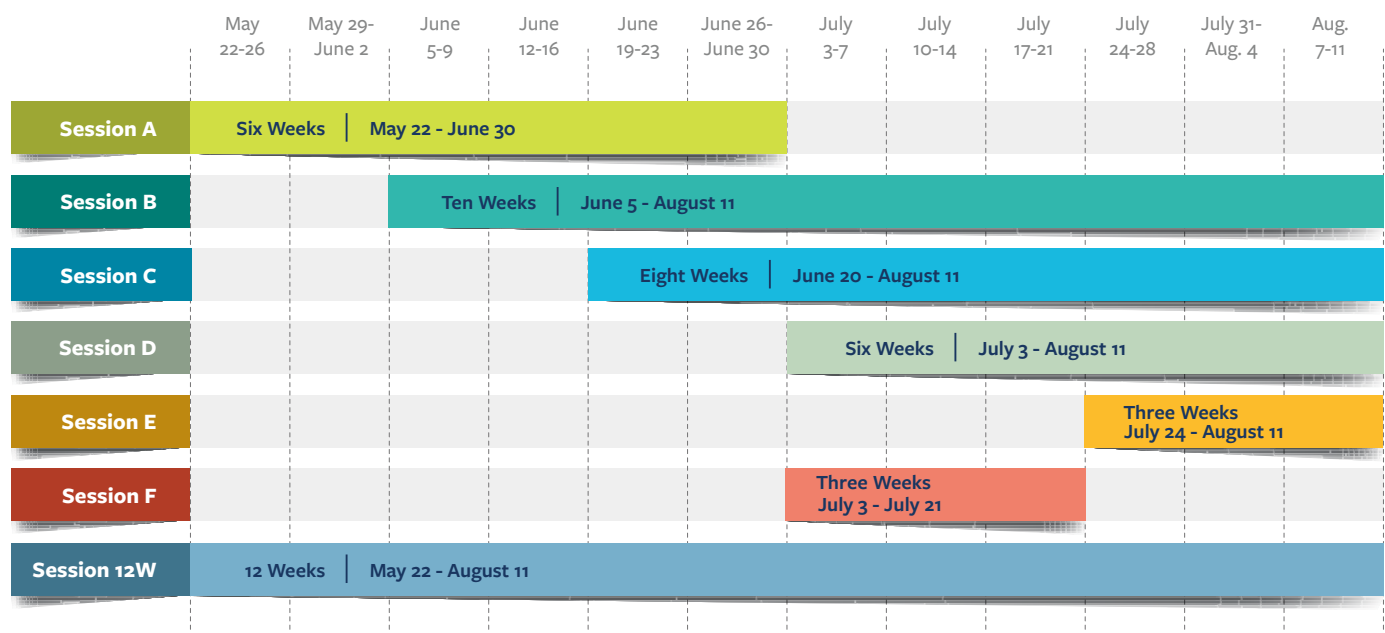 May
22-26
May 29-
June 2
June
5-9
June
12-16
June
19-23
June 26-
June 30
July
3-7
July
10-14
July
17-21
July
24-28
July 31-
Aug. 4
Aug.
7-11
Session A
Six Weeks | May 22 - June 30
Session B
Ten Weeks | June 5 - August 11
Session C
Eight Weeks | June 20 - August 11
Session D
Six Weeks | July 3 - August 11
Session E
Three Weeks
July 24 - August 11
Session F
Three Weeks
July 3 - July 21
Session 12W
12 Weeks | May 22 - August 11